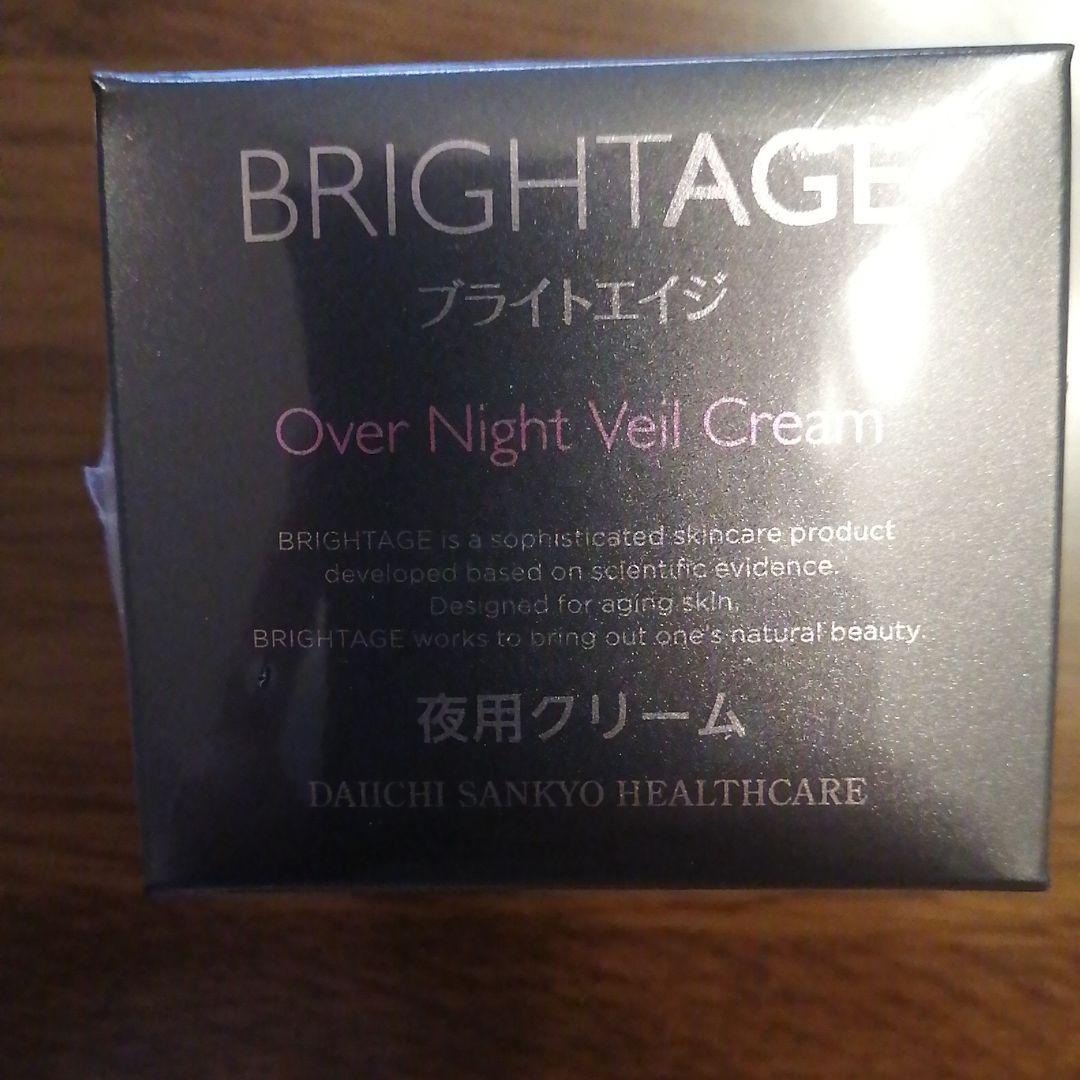 BRIGHTAGE
ブライトエイジ
Over Night Veil Cream
BRIGHTAGE is a sophisticated skincare product
developed based on scientific evidence.
Designed for aging skin,
BRIGHTAGE works to bring out one's natural beauty.
夜用クリーム
DAIICHI SANKYO HEALTHCARE